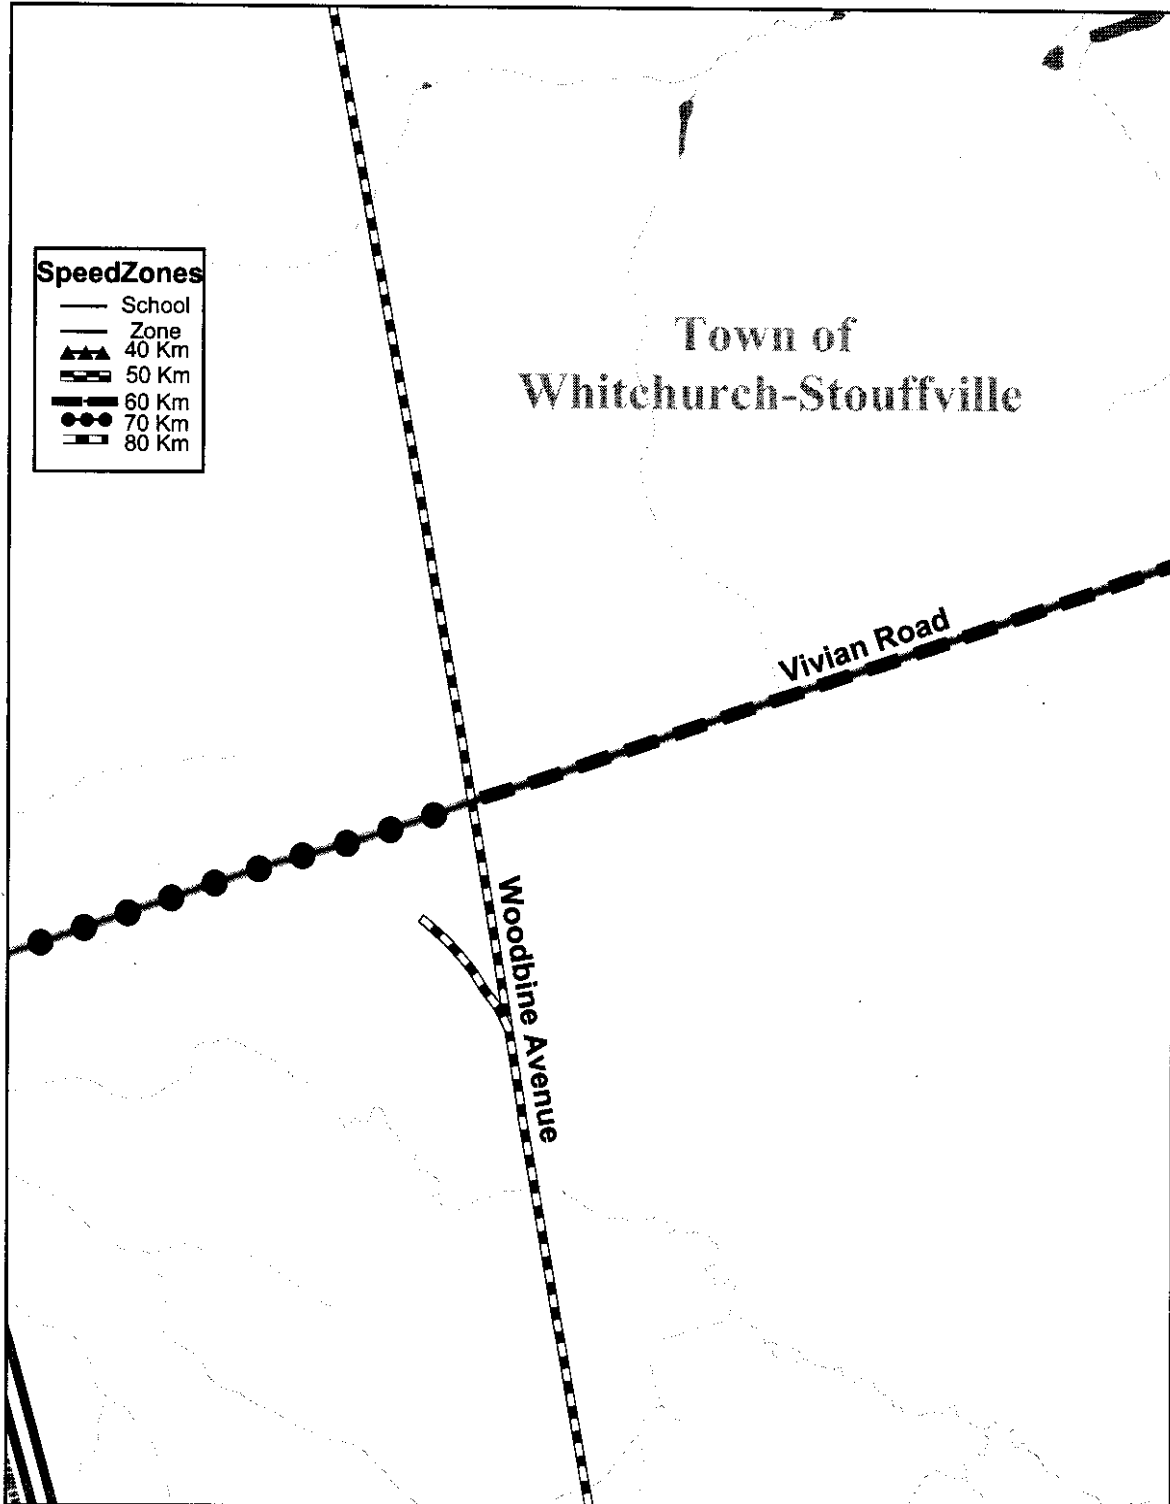 SpeedZones
School
Zone
40 Km
50 Km
60 Km
70 Km
80 Km
Town of
Whitchurch-Stouffville
Vivian Road
Woodbine Avenue